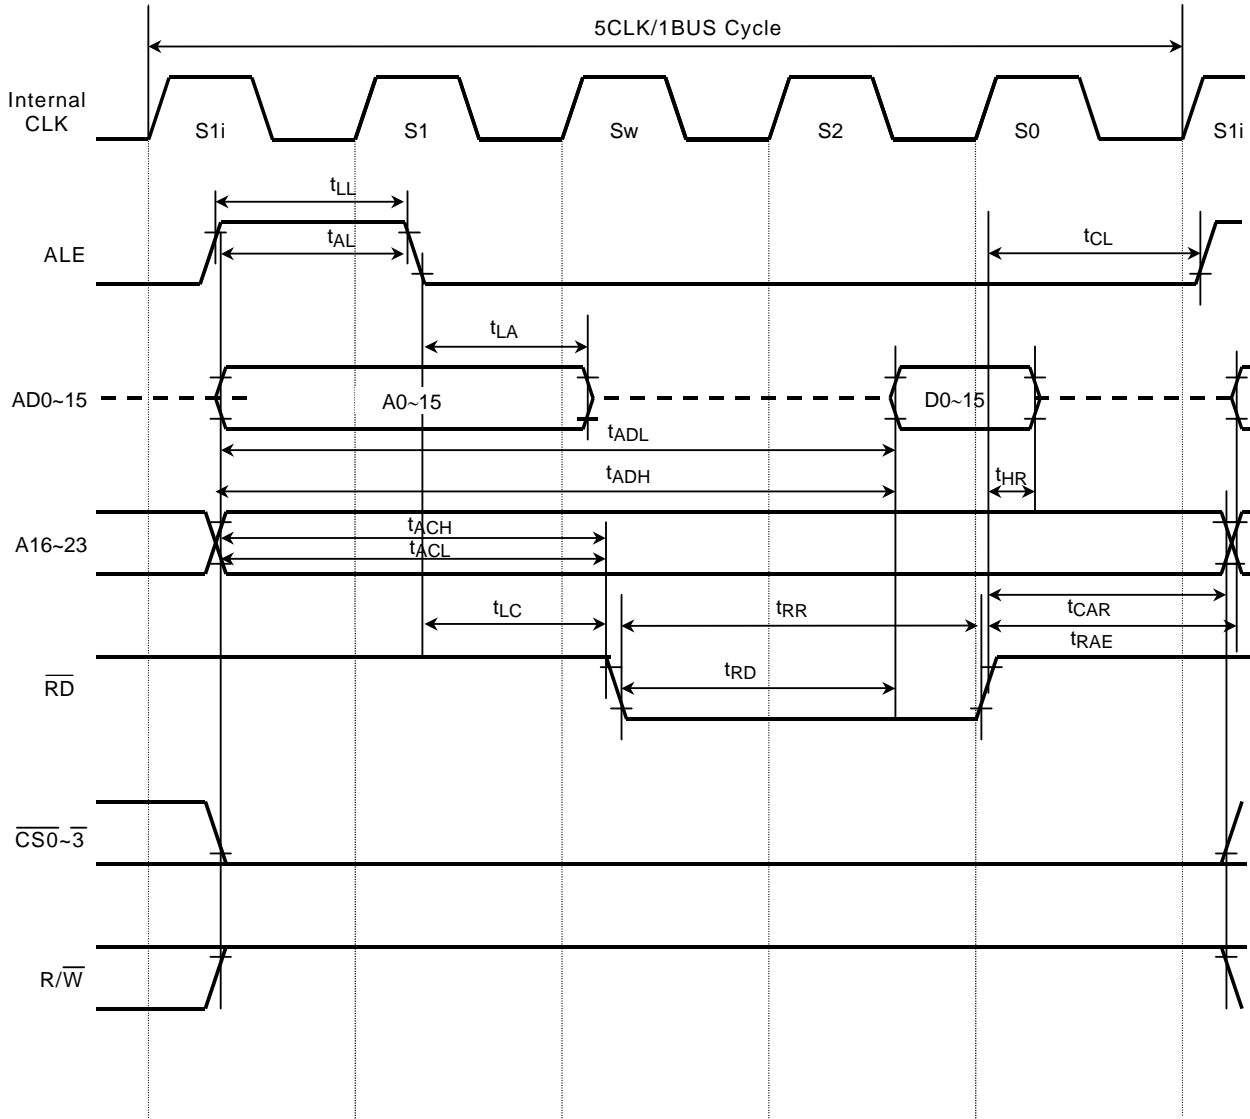 5CLK/1BUS Cycle
Internal
CLK
S1i S1 Sw S2 S0 S1i
tLL
ALE
tAL
tCL
tLA
AD0~15
A0~15
D0~15
tADL
tADH
tHR
A16~23
tACH
tACL
tLC
tRR
tCAR
tRAE
RD
tRD
CS0~3
R/W